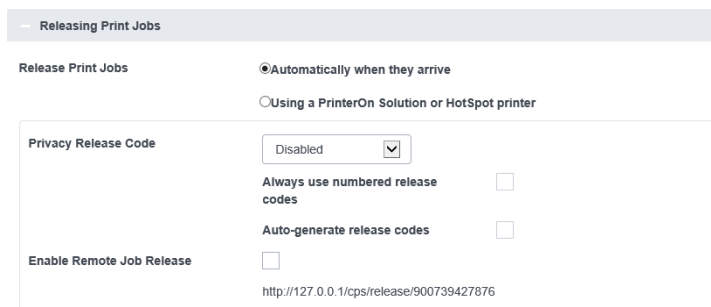 Releasing Print Jobs
Release Print Jobs
Automatically when they arrive
Using a PrinterOn Solution or HotSpot printer
Privacy Release Code
Disabled
Always use numbered release
codes
Auto-generate release codes
Enable Remote Job Release
http://127.0.0.1/cps/release/900739427876